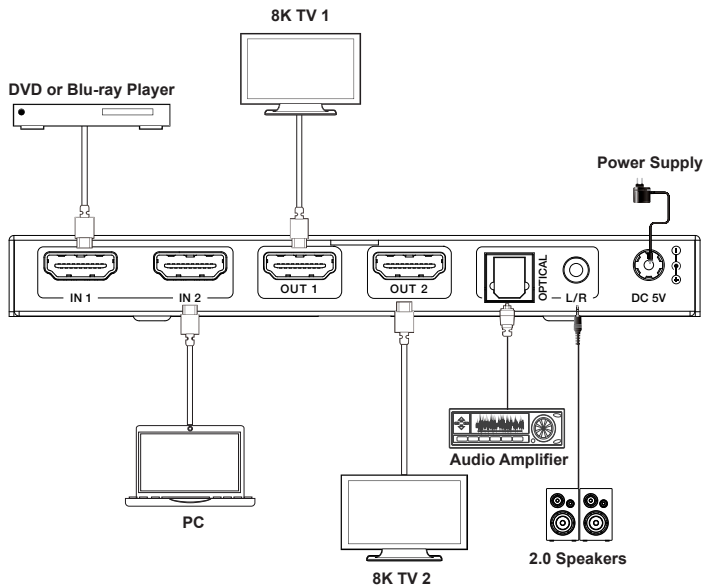 8K TV 1
DVD or Blu-ray Player
Power Supply
IN 1
IN 2
OUT 1
OUT 2
OPTICAL
L/R
DC 5V
Audio Amplifier
PC
2.0 Speakers
8K TV 2